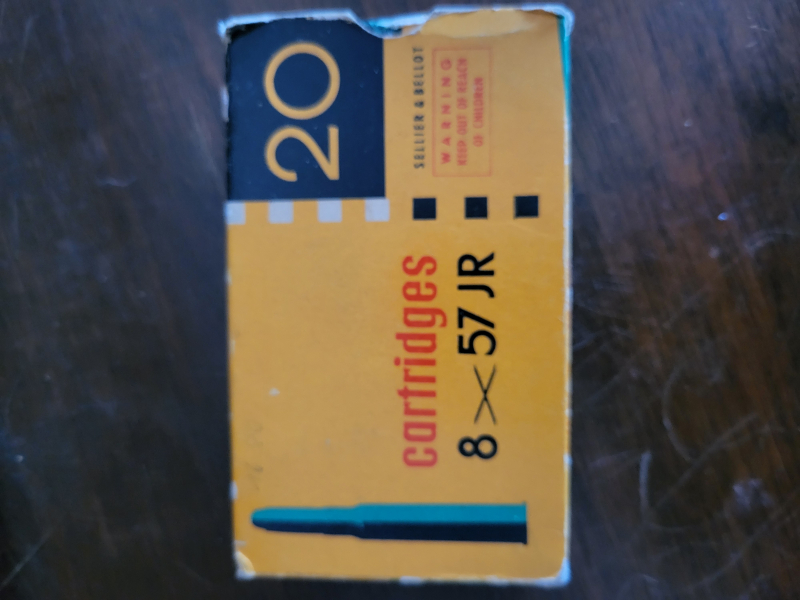 20
SELLIER & BELLOT
WARNING
KEEP OUT OF REACH
OF CHILDREN
cartridges
8×57 JR